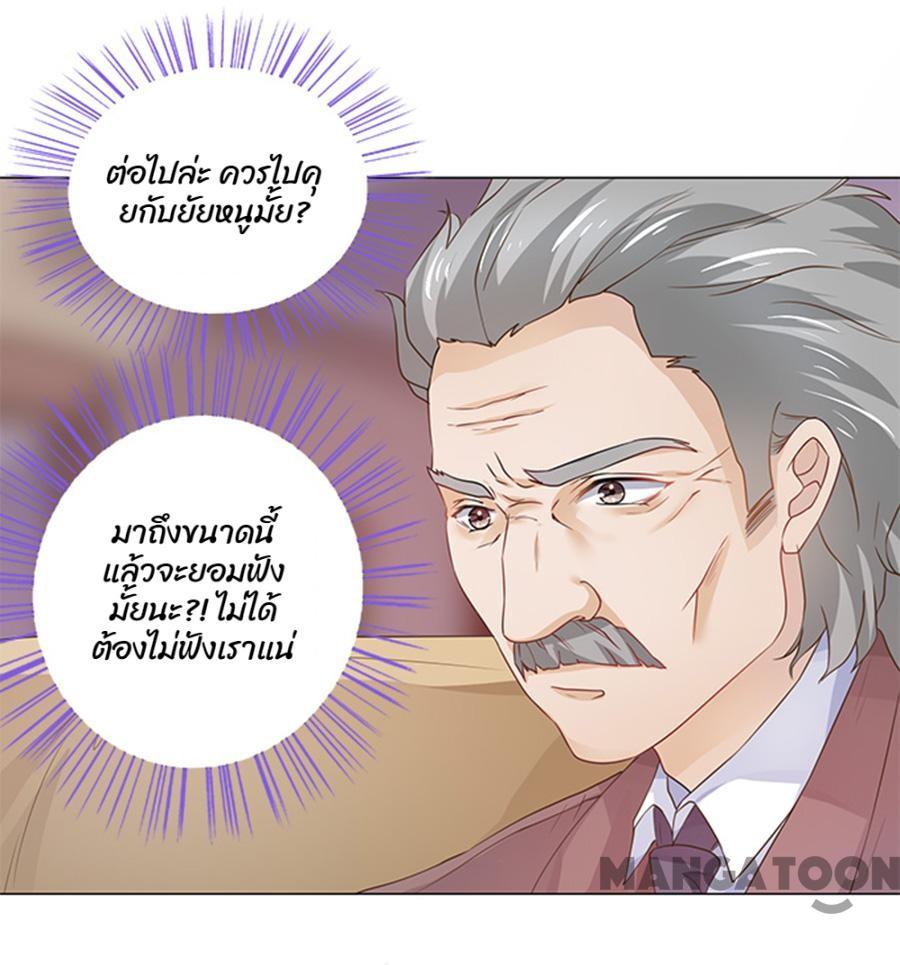 ต่อไปล่ะ ควรไปคุ
ยกับยัยหนูมั้ย?
มาถึงขนาดนี้
แล้วจะยอมฟัง
มั้ยนะ?! ไม่ได้
ต้องไม่ฟังเราแน่
MANGATOON